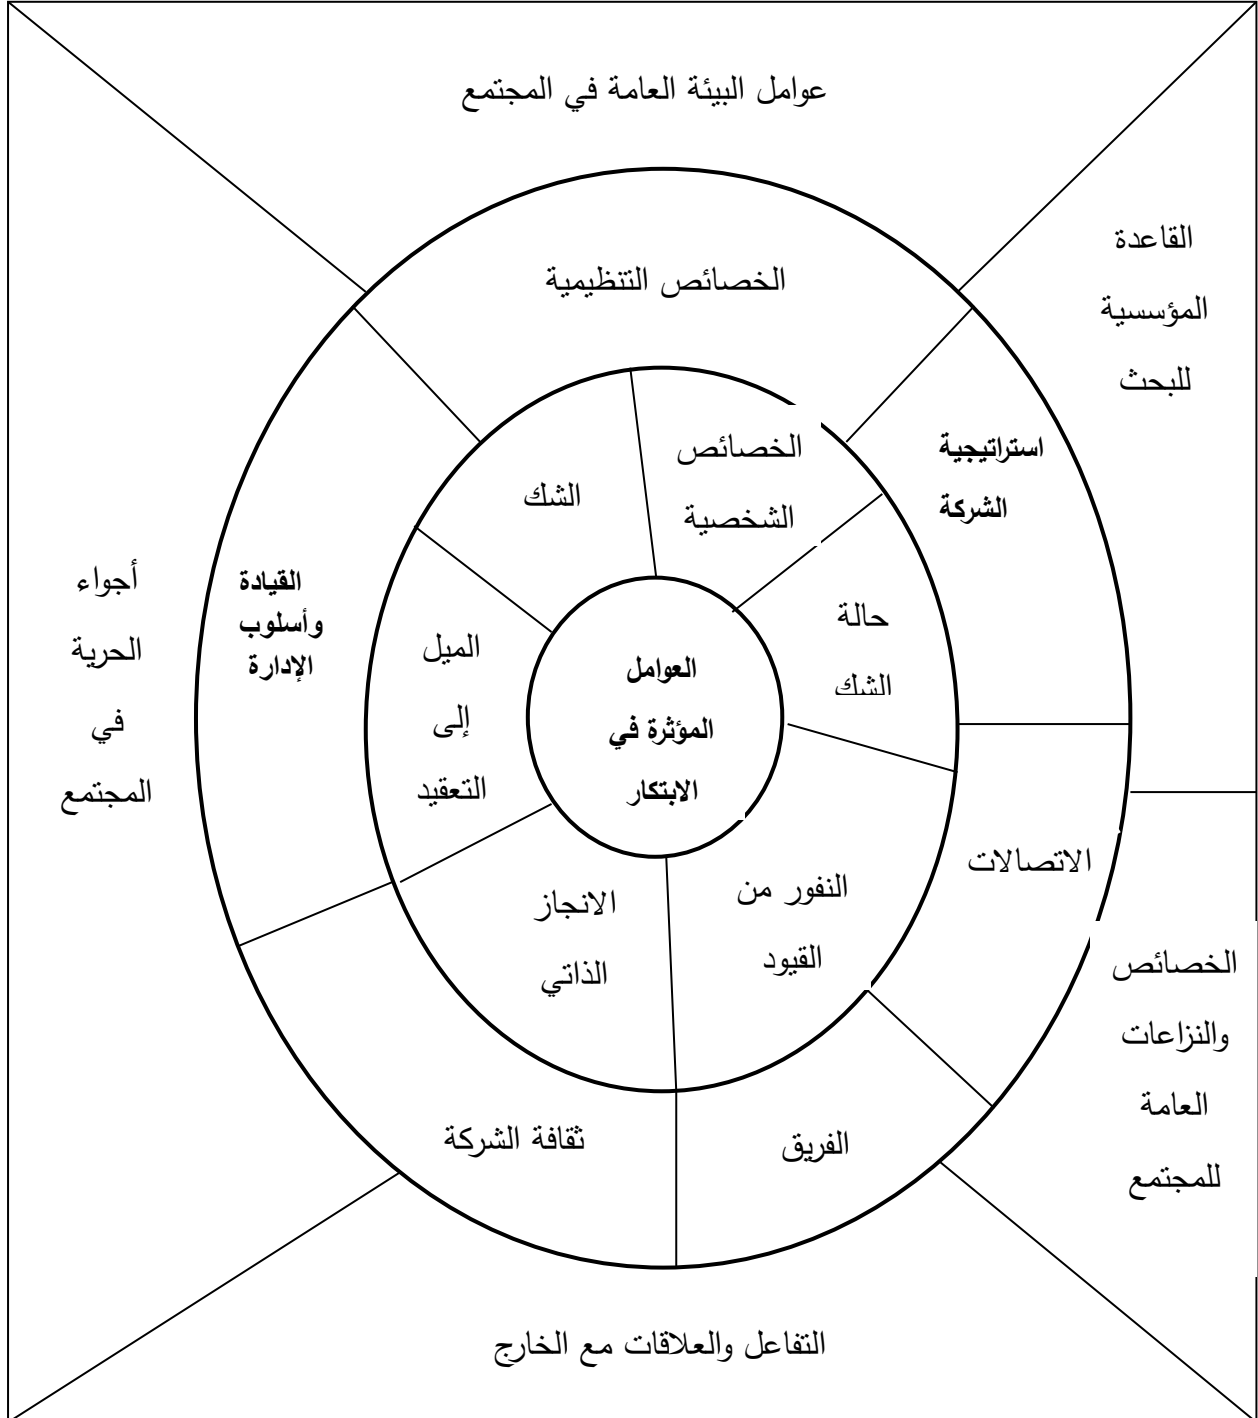 عوامل البيئة العامة في المجتمع
القاعدة
المؤسسية
للبحث
الخصائص التنظيمية
استراتيجية
الشركة
الخصائص
الشخصية
الشك
حالة
الشك
القيادة
وأسلوب
الإدارة
أجواء
الحرية
في
المجتمع
الميل
إلى
التعقيد
العوامل
المؤثرة في
الابتكار
الاتصالات
النفور من
القيود
الانجاز
الذاتي
الخصائص
والنزاعات
العامة
للمجتمع
ثقافة الشركة
الفريق
التفاعل والعلاقات مع الخارج